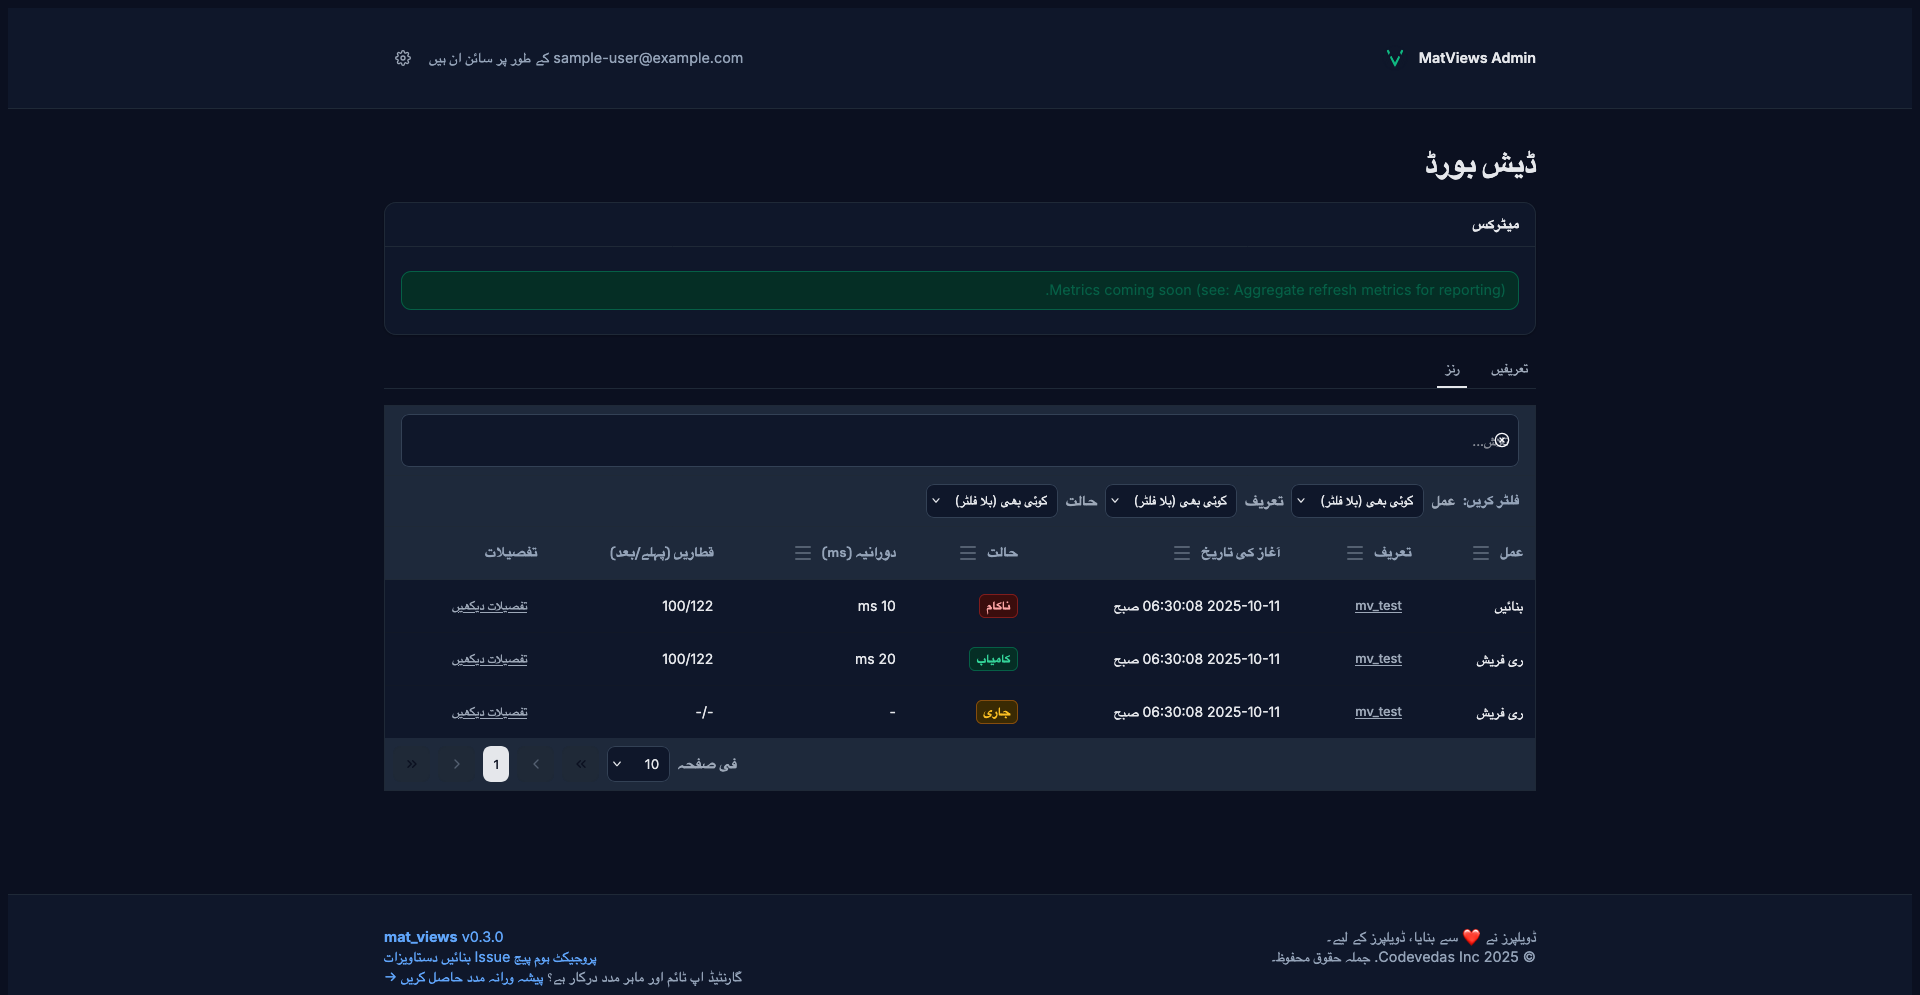 MatViews Admin
sample-user@example.com کے طور پر سائن ان ہیں
ڈیش بورڈ
میٹرکس
Metrics coming soon (see: Aggregate refresh metrics for reporting).
تعریفیں
رنز
فلٹر کریں: عمل کوئی بھی (بلا فلٹر) تعریف کوئی بھی (بلا فلٹر) حالت کوئی بھی (بلا فلٹر)
عمل تعریف آغاز کی تاریخ حالت دورانیہ (ms) قطاریں (پہلے/بعد) تفصیلات
بنائیں mv_test 2025-10-11 06:30:08 صبح ناکام 10 ms 100/122 تفصیلات دیکھیں
ری فریش mv_test 2025-10-11 06:30:08 صبح کامیاب 20 ms 100/122 تفصیلات دیکھیں
ری فریش mv_test 2025-10-11 06:30:08 صبح جاری - -/- تفصیلات دیکھیں
فی صفحہ 10 « ‹ 1 › »
ڈویلپرز نے ❤️ سے بنایا، ڈویلپرز کے لیے۔
© 2025 Codevedas Inc. جملہ حقوق محفوظ۔
mat_views v0.3.0
پروجیکٹ ہوم پیج Issue بنائیں دستاویزات
گارنٹیڈ اپ ٹائم اور ماہر مدد درکار ہے؟ پیشہ ورانہ مدد حاصل کریں →